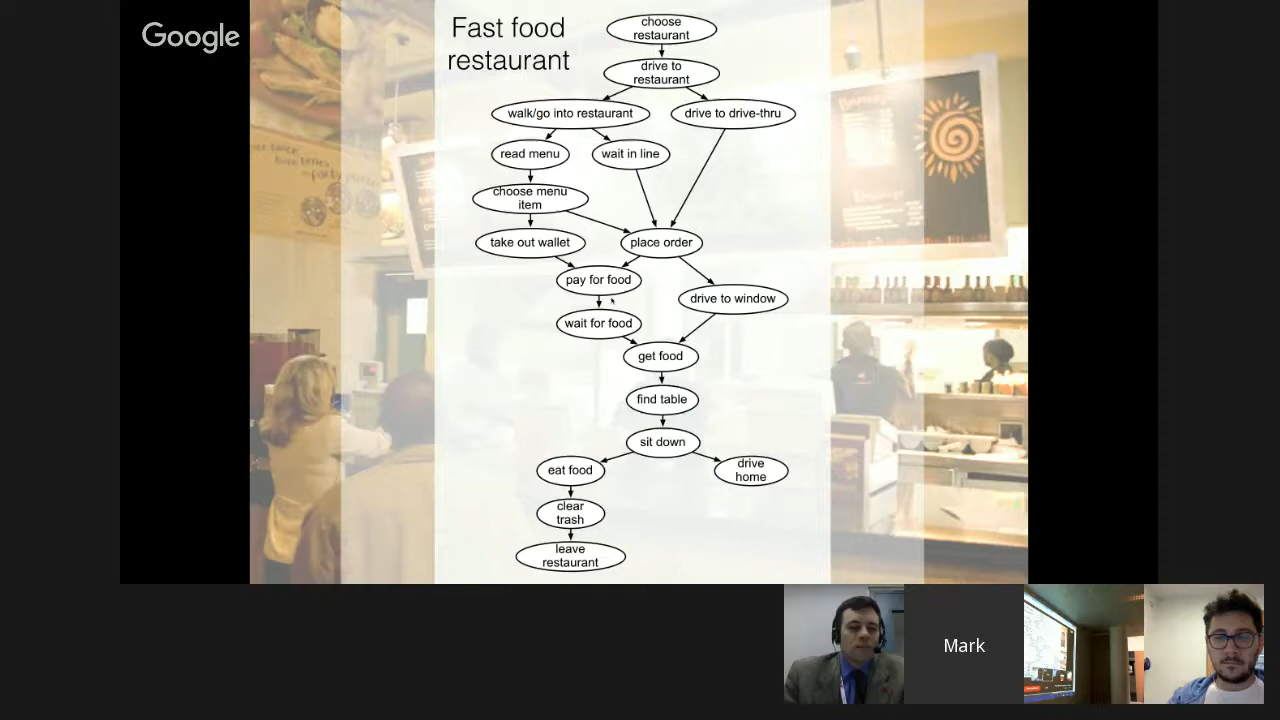 Google
Fast food
restaurant
choose
restaurant
drive to
restaurant
walk/go into restaurant
drive to drive-thru
read menu
wait in line
choose menu
item
take out wallet
place order
pay for food
drive to window
wait for food
get food
find table
sit down
eat food
drive
home
clear
trash
leave
restaurant
Mark